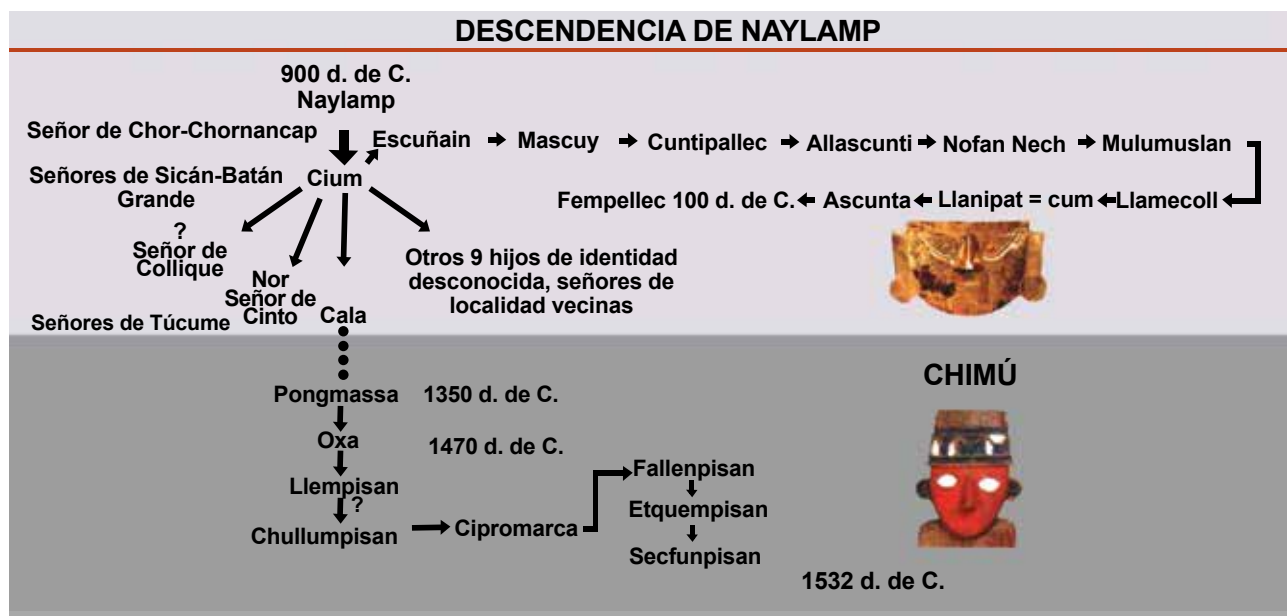 DESCENDENCIA DE NAYLAMP
900 d. de C.
Naylamp
Señor de Chor-Chornancap
Escuñain
Mascuy
Cuntipallec
Allascunti
Nofan Nech
Mulumuslan
Señores de Sicán-Batán
Grande
Cium
Fempellec 100 d. de C.
Ascunta
Llanipat = cum
Llamecoll
?
Señor de
Collique
Nor
Señor de
Cinto
Otros 9 hijos de identidad
desconocida, señores de
localidad vecinas
Señores de Túcume
Cala
CHIMÚ
Pongmassa
1350 d. de C.
Oxa
1470 d. de C.
Llempisan
?
Chullumpisan
Cipromarca
Fallenpisan
Etquempisan
Secfunpisan
1532 d. de C.